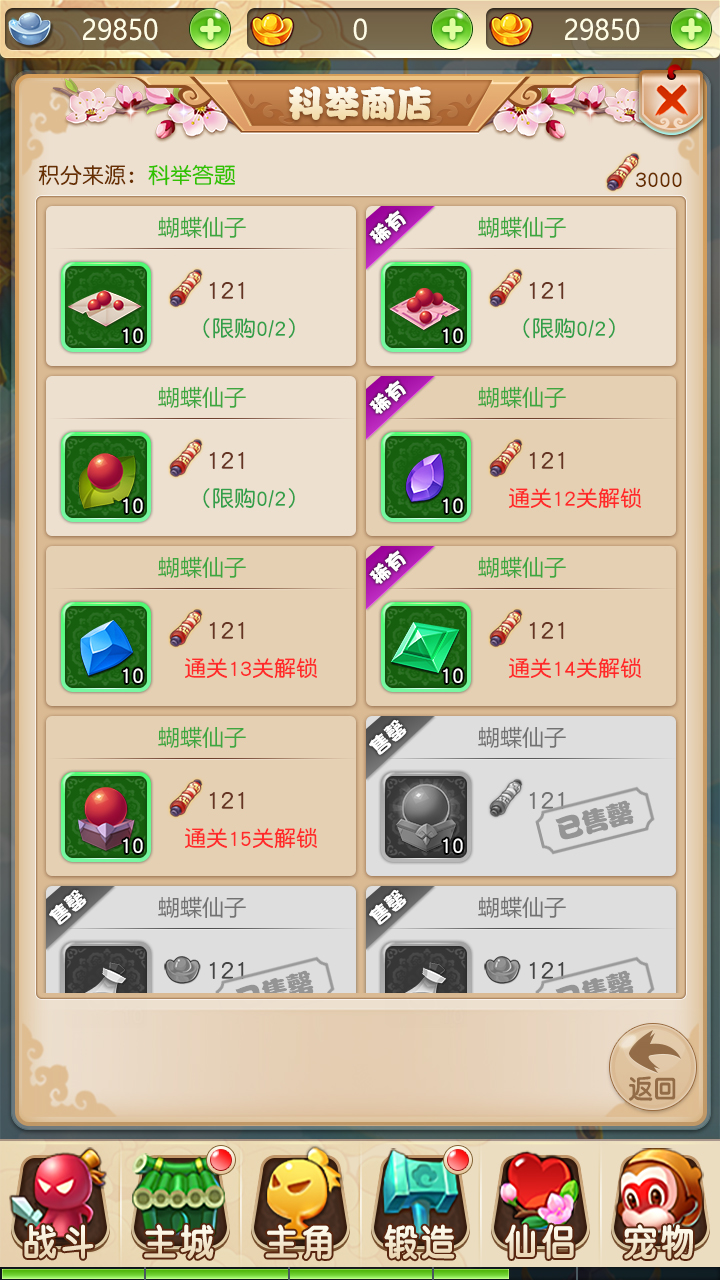 29850 0 29850
科举商店
积分来源：科举答题 3000
蝴蝶仙子
121
（限购0/2）
10
稀有
蝴蝶仙子
121
（限购0/2）
10
蝴蝶仙子
121
（限购0/2）
10
稀有
蝴蝶仙子
121
通关12关解锁
10
蝴蝶仙子
121
通关13关解锁
10
稀有
蝴蝶仙子
121
通关14关解锁
10
蝴蝶仙子
121
通关15关解锁
10
售罄
蝴蝶仙子
121
已售罄
10
售罄
蝴蝶仙子
121
已售罄
售罄
蝴蝶仙子
121
已售罄
返回
战斗 主城 主角 锻造 仙侣 宠物